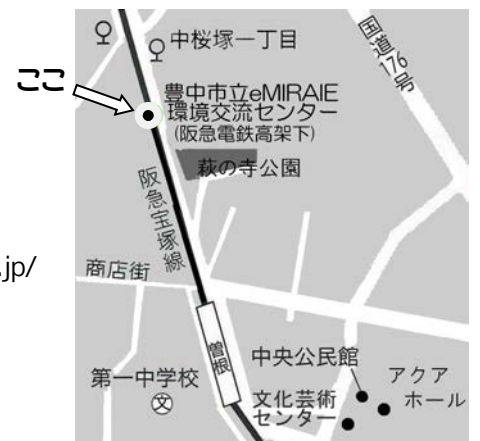 中桜塚一丁目
国道176号
ここ
豊中市立eMIRAIE
環境交流センター
(阪急電鉄高架下)
萩の寺公園
阪急宝塚線
.jp/
商店街
曽根
中央公民館
第一中学校
文
アクア
ホール
文化芸術
センター